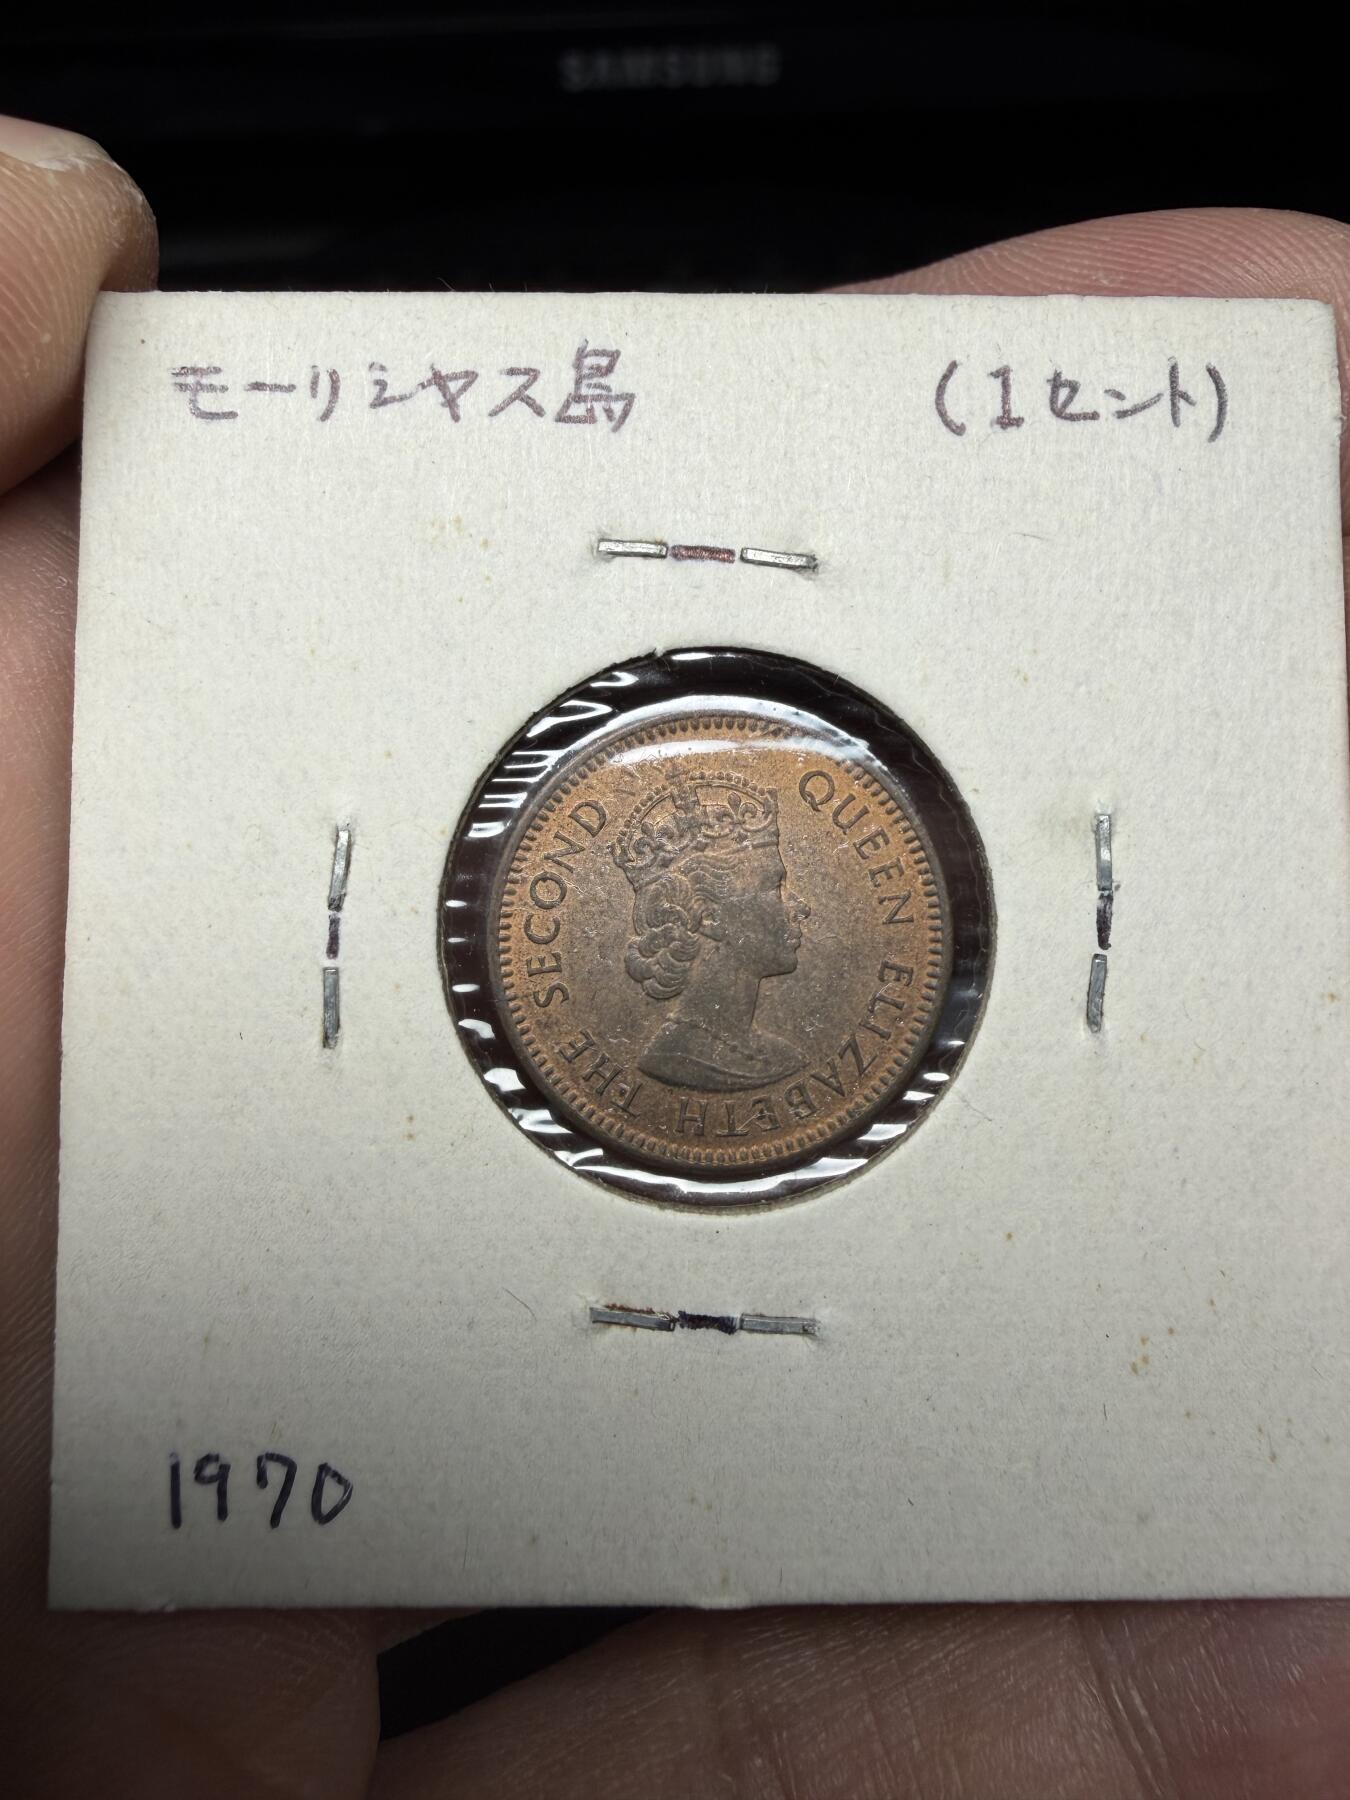 SAMSUNG
モーリシャス島 (1セント)
QUEEN ELIZABETH THE SECOND
1970